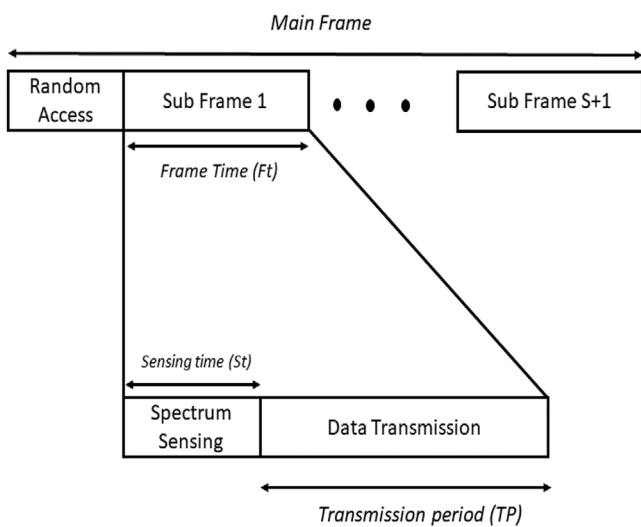 Main Frame
Random
Access
Sub Frame 1
Sub Frame S+1
Frame Time (Ft)
Sensing time (St)
Spectrum
Sensing
Data Transmission
Transmission period (TP)